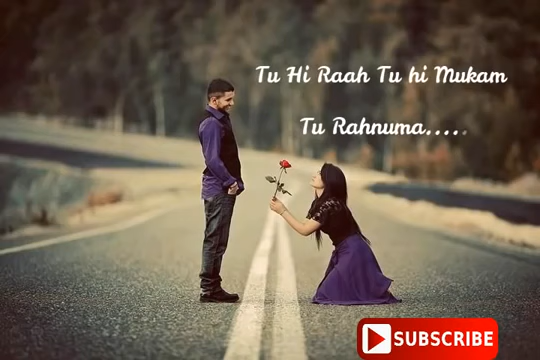 Tu Hi Raah Tu hi Mukam
Tu Rahnuma.....
SUBSCRIBE